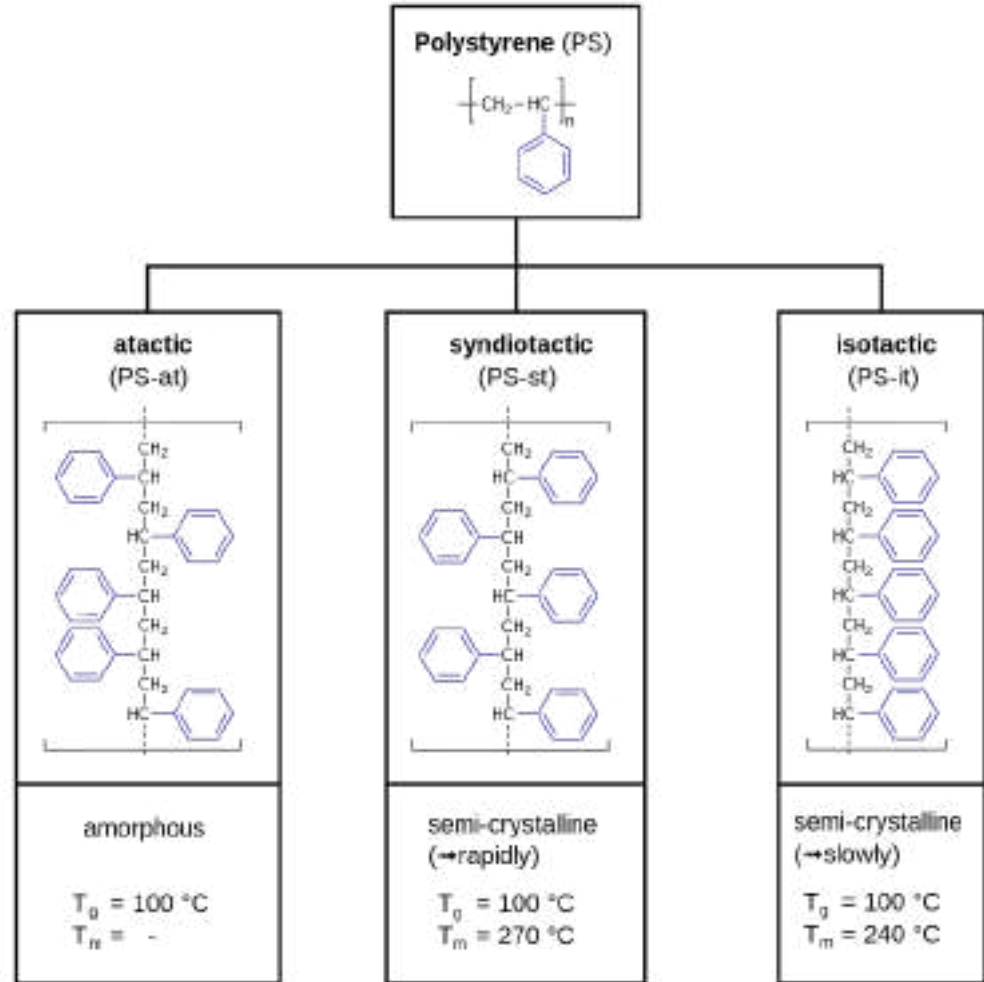 Polystyrene (PS)
CH₂-HC
n
atactic
(PS-at)
CH₂
CH
CH₂
HC
CH₂
CH
CH₂
CH
CH₂
HC
amorphous
Tg = 100 °C
Tm = -
syndiotactic
(PS-st)
CH₂
HC
CH₂
CH
CH₂
HC
CH₂
CH
CH₂
HC
semi-crystalline
(→rapidly)
Tg = 100 °C
Tm = 270 °C
isotactic
(PS-it)
CH₂
HC
CH₂
HC
CH₂
HC
CH₂
HC
CH₂
HC
semi-crystalline
(→slowly)
Tg = 100 °C
Tm = 240 °C